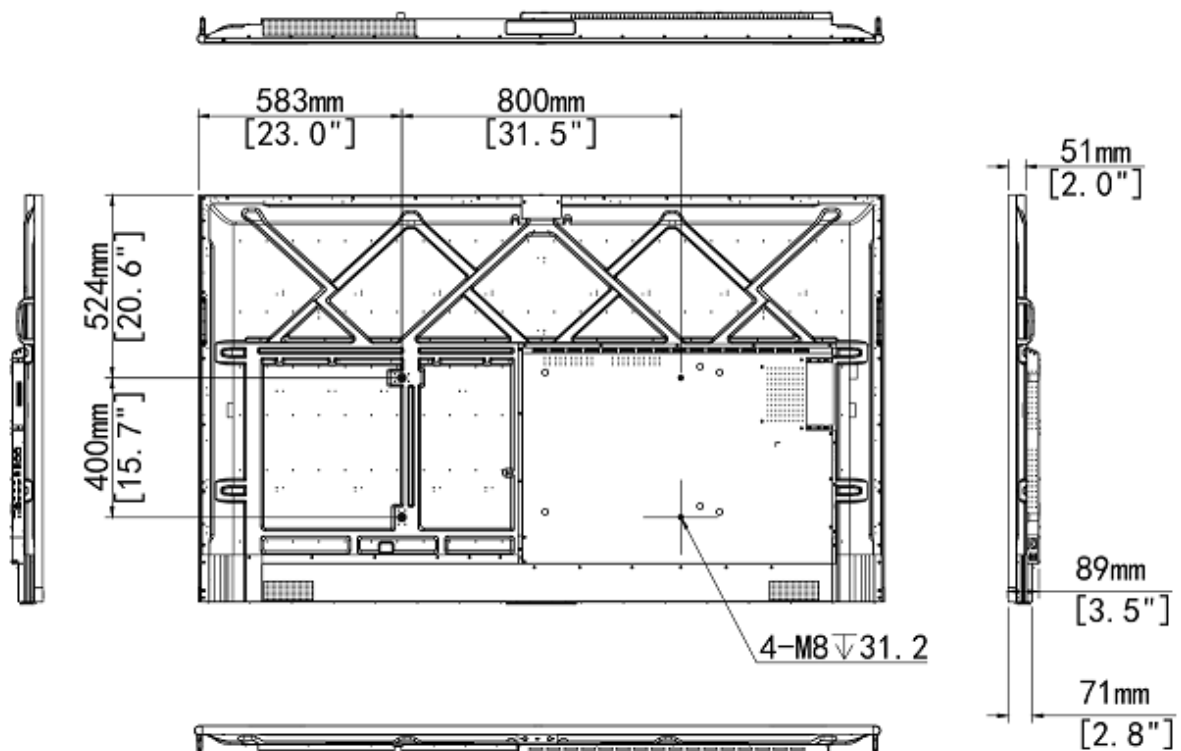 583mm
[23.0"]
800mm
[31.5"]
51mm
[2.0"]
524mm
[20.6"]
400mm
[15.7"]
89mm
[3.5"]
4-M8↧31.2
71mm
[2.8"]